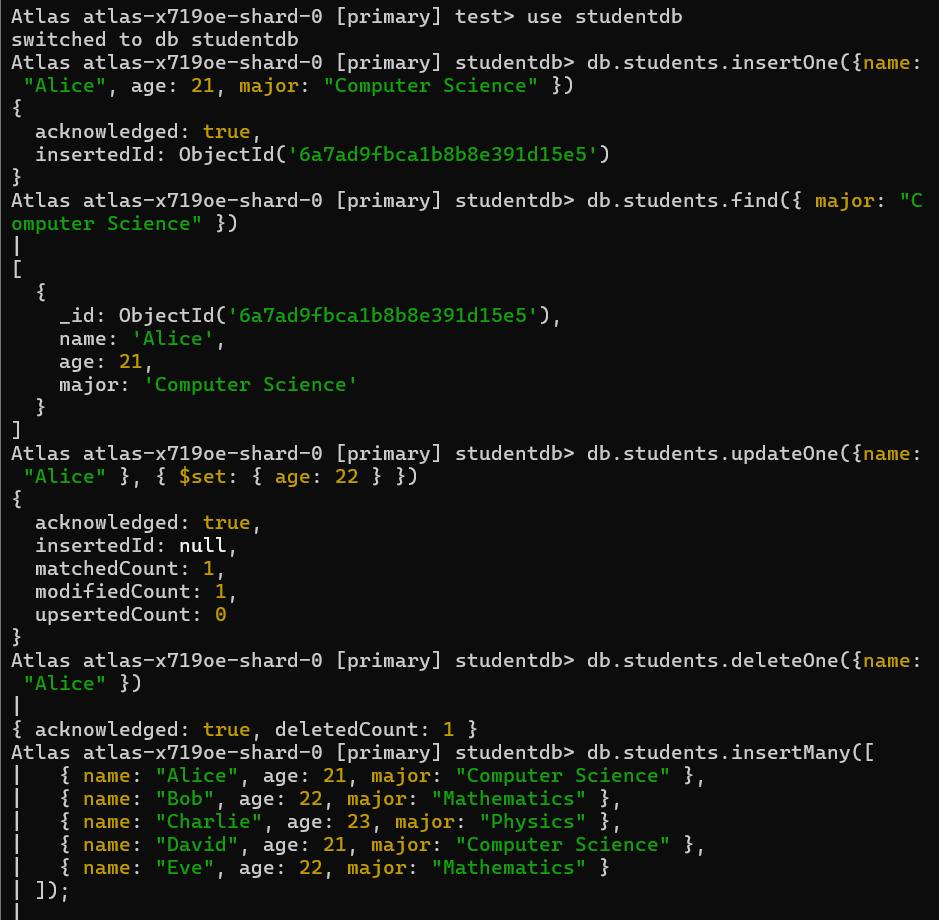 Atlas atlas-x719oe-shard-0 [primary] test> use studentdb
switched to db studentdb
Atlas atlas-x719oe-shard-0 [primary] studentdb> db.students.insertOne({name:
 "Alice", age: 21, major: "Computer Science" })
{
  acknowledged: true,
  insertedId: ObjectId('6a7ad9fbca1b8b8e391d15e5')
}
Atlas atlas-x719oe-shard-0 [primary] studentdb> db.students.find({ major: "C
omputer Science" })
|
[
  {
    _id: ObjectId('6a7ad9fbca1b8b8e391d15e5'),
    name: 'Alice',
    age: 21,
    major: 'Computer Science'
  }
]
Atlas atlas-x719oe-shard-0 [primary] studentdb> db.students.updateOne({name:
 "Alice" }, { $set: { age: 22 } })
{
  acknowledged: true,
  insertedId: null,
  matchedCount: 1,
  modifiedCount: 1,
  upsertedCount: 0
}
Atlas atlas-x719oe-shard-0 [primary] studentdb> db.students.deleteOne({name:
 "Alice" })
|
{ acknowledged: true, deletedCount: 1 }
Atlas atlas-x719oe-shard-0 [primary] studentdb> db.students.insertMany([
|   { name: "Alice", age: 21, major: "Computer Science" },
|   { name: "Bob", age: 22, major: "Mathematics" },
|   { name: "Charlie", age: 23, major: "Physics" },
|   { name: "David", age: 21, major: "Computer Science" },
|   { name: "Eve", age: 22, major: "Mathematics" }
| ]);
|